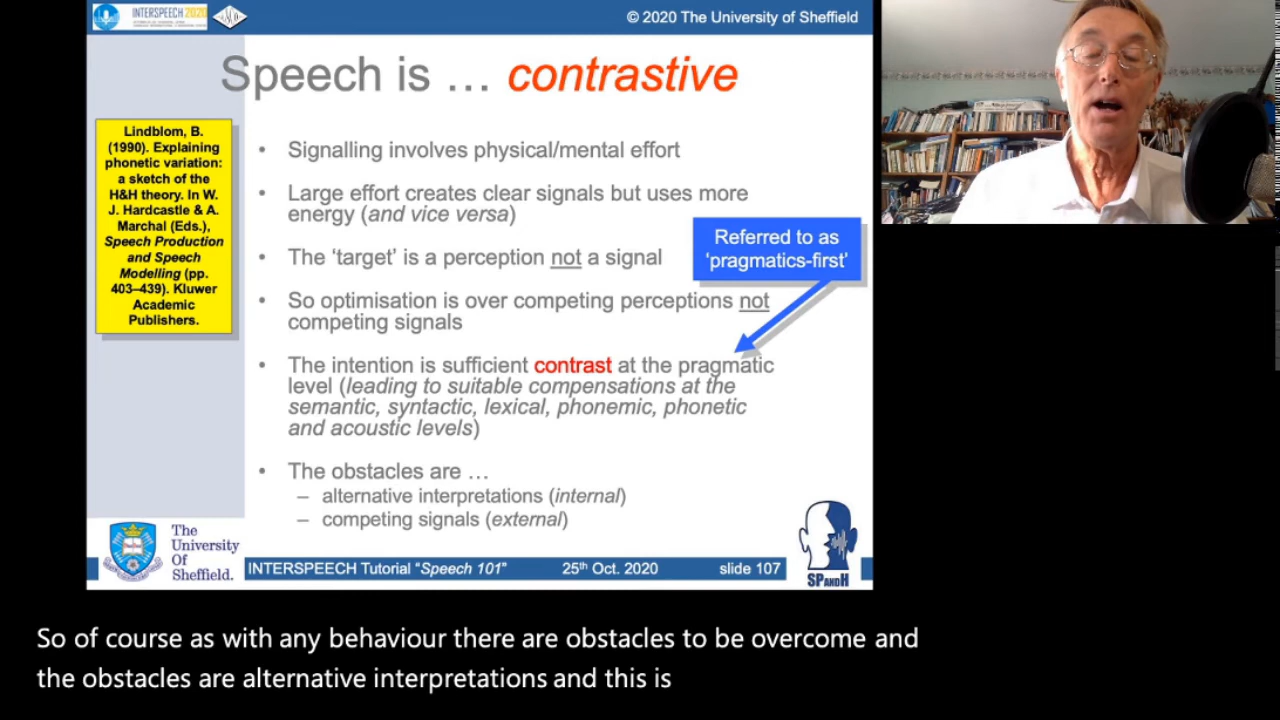 INTERSPEECH 2020
© 2020 The University of Sheffield
Speech is … contrastive
Lindblom, B.
(1990). Explaining
phonetic variation:
a sketch of the
H&H theory. In W.
J. Hardcastle & A.
Marchal (Eds.),
Speech Production
and Speech
Modelling (pp.
403–439). Kluwer
Academic
Publishers.
• Signalling involves physical/mental effort
• Large effort creates clear signals but uses more
energy (and vice versa)
Referred to as
‘pragmatics-first’
• The ‘target’ is a perception not a signal
• So optimisation is over competing perceptions not
competing signals
• The intention is sufficient contrast at the pragmatic
level (leading to suitable compensations at the
semantic, syntactic, lexical, phonemic, phonetic
and acoustic levels)
• The obstacles are …
– alternative interpretations (internal)
– competing signals (external)
The
University
Of
Sheffield.
INTERSPEECH Tutorial “Speech 101” 25th Oct. 2020 slide 107
SPANDH
So of course as with any behaviour there are obstacles to be overcome and
the obstacles are alternative interpretations and this is